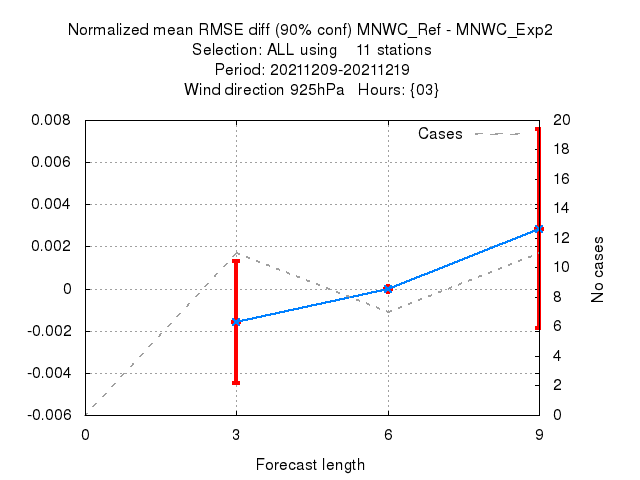 Normalized mean RMSE diff (90% conf) MNWC_Ref - MNWC_Exp2
Selection: ALL using    11 stations
Period: 20211209-20211219
Wind direction 925hPa   Hours: {03}
Cases
0.008
0.006
0.004
0.002
0
-0.002
-0.004
-0.006
20
18
16
14
12
10
8
6
4
2
0
No cases
0 3 6 9
Forecast length